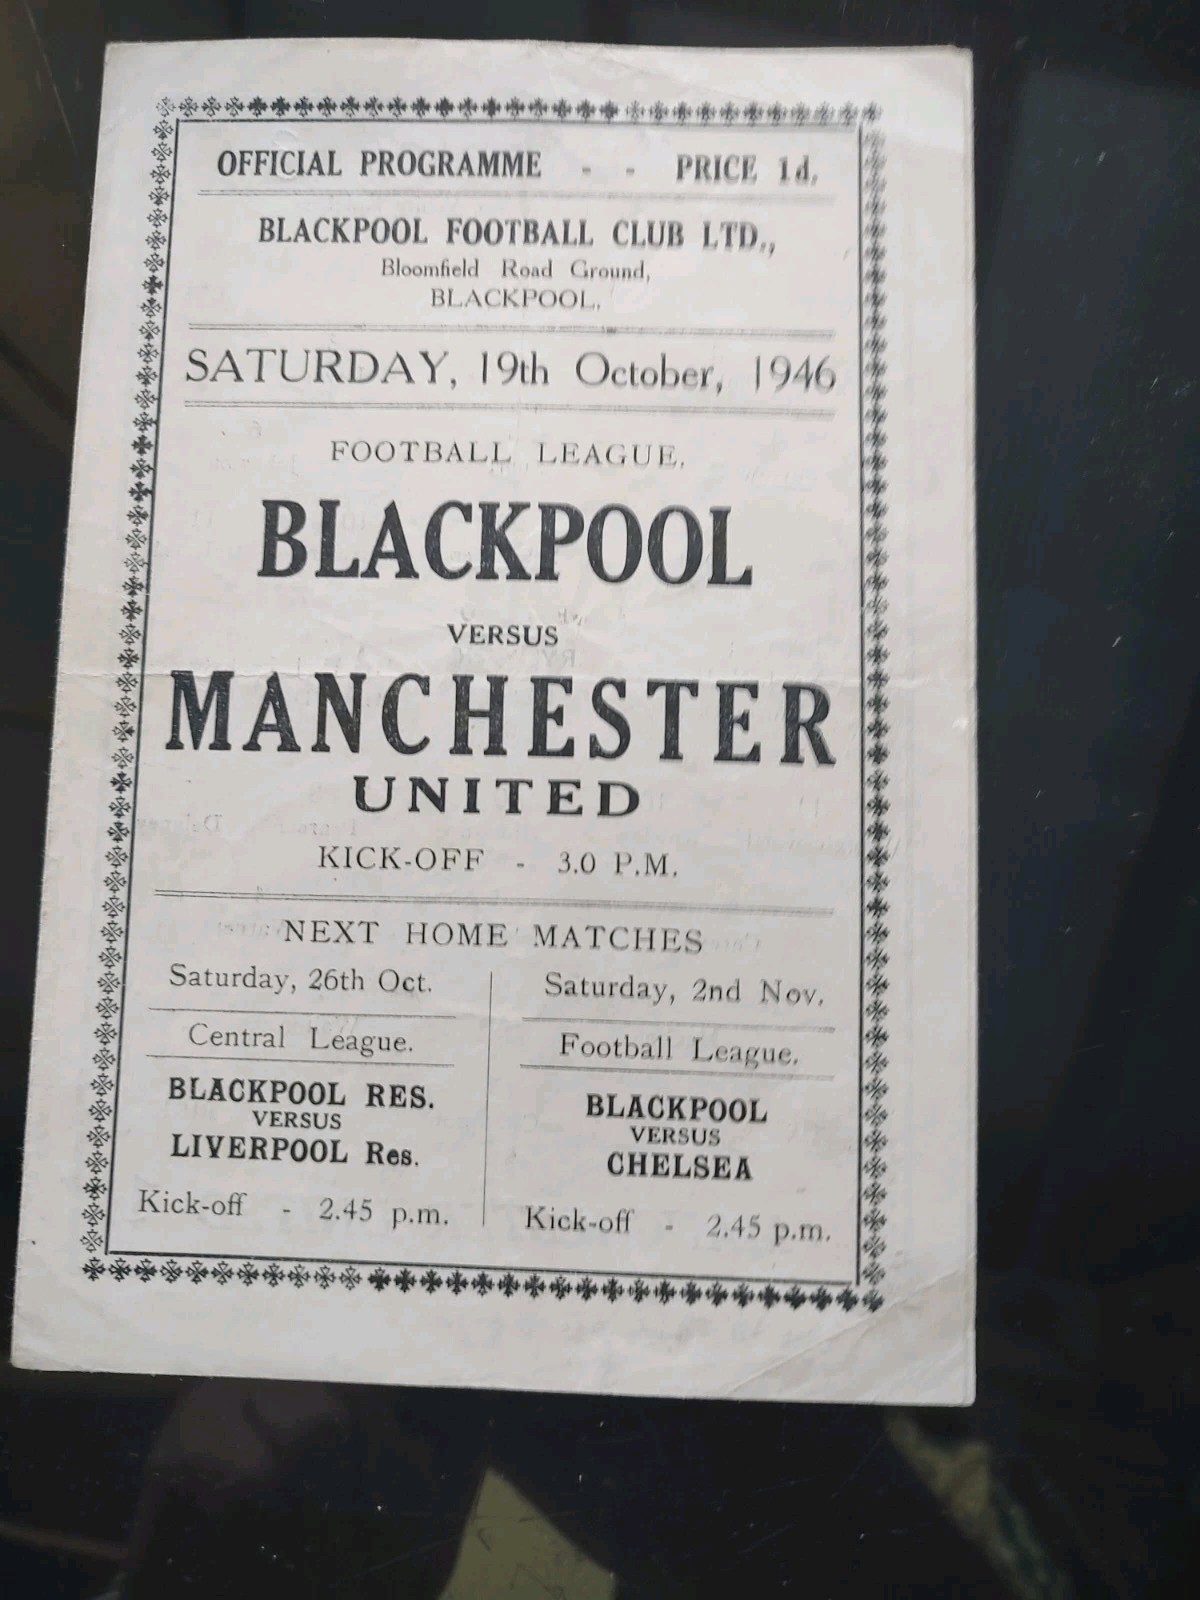 OFFICIAL PROGRAMME - - PRICE 1d.
BLACKPOOL FOOTBALL CLUB LTD.,
Bloomfield Road Ground,
BLACKPOOL.
SATURDAY, 19th October, 1946
FOOTBALL LEAGUE.
BLACKPOOL
VERSUS
MANCHESTER
UNITED
KICK-OFF - 3.0 P.M.
NEXT HOME MATCHES
Saturday, 26th Oct.
Central League.
BLACKPOOL RES.
VERSUS
LIVERPOOL Res.
Kick-off - 2.45 p.m.
Saturday, 2nd Nov.
Football League.
BLACKPOOL
VERSUS
CHELSEA
Kick-off - 2.45 p.m.